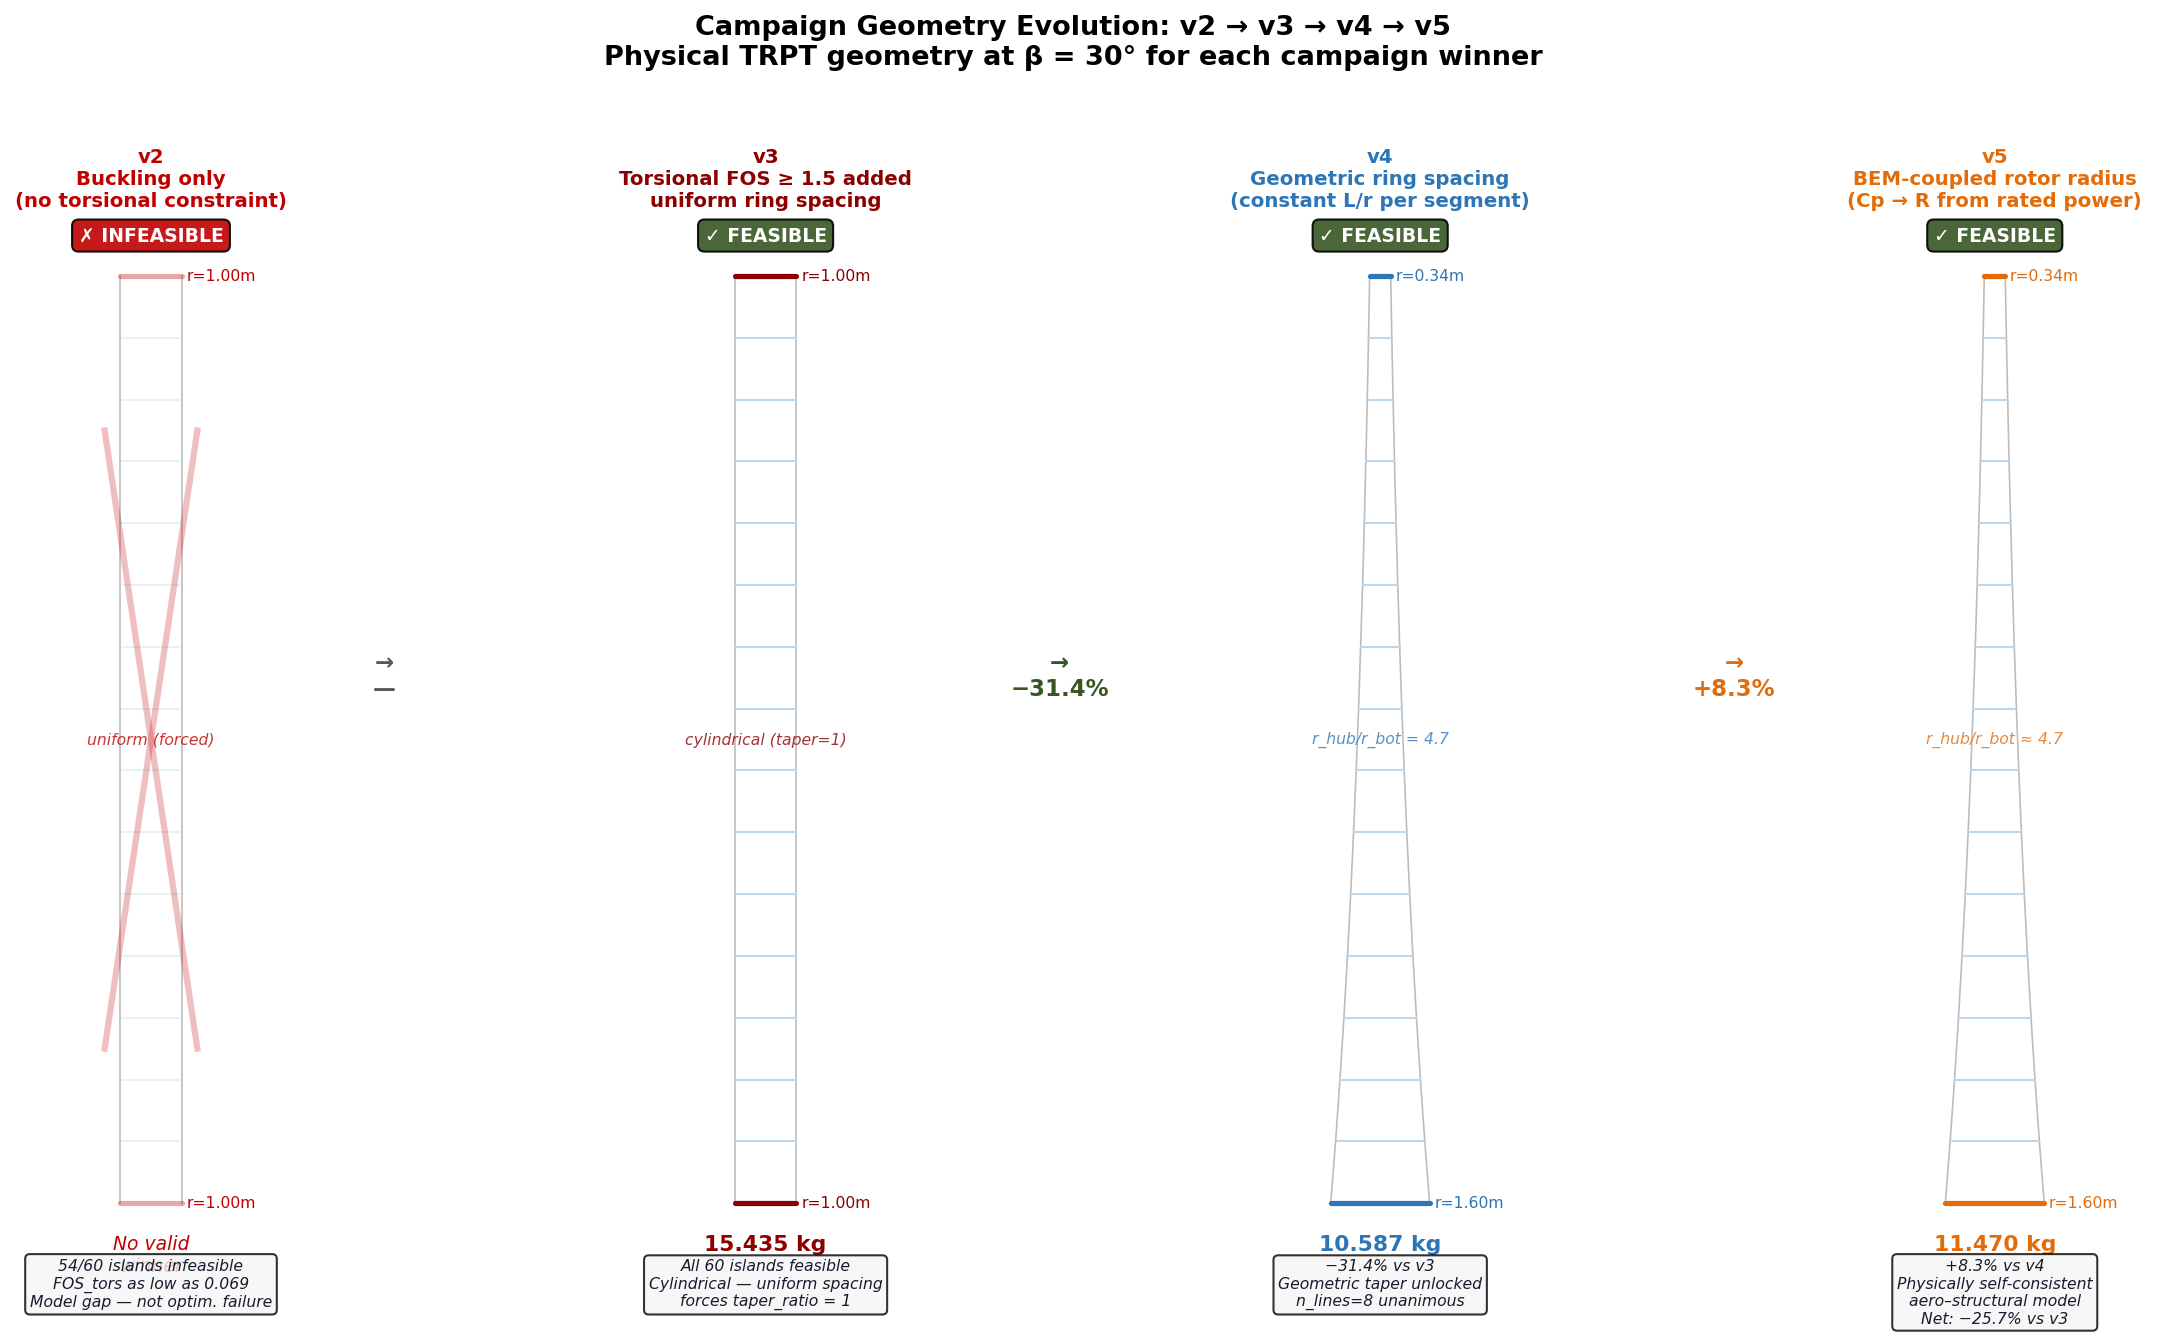 Campaign Geometry Evolution: v2 → v3 → v4 → v5
Physical TRPT geometry at β = 30° for each campaign winner
v2
Buckling only
(no torsional constraint)
✗ INFEASIBLE
r=1.00m
uniform (forced)
r=1.00m
No valid
54/60 islands infeasible
FOS_tors as low as 0.069
Model gap — not optim. failure
→
—
v3
Torsional FOS ≥ 1.5 added
uniform ring spacing
✓ FEASIBLE
r=1.00m
cylindrical (taper=1)
r=1.00m
15.435 kg
All 60 islands feasible
Cylindrical — uniform spacing
forces taper_ratio = 1
→
−31.4%
v4
Geometric ring spacing
(constant L/r per segment)
✓ FEASIBLE
r=0.34m
r_hub/r_bot = 4.7
r=1.60m
10.587 kg
−31.4% vs v3
Geometric taper unlocked
n_lines=8 unanimous
→
+8.3%
v5
BEM-coupled rotor radius
(Cp → R from rated power)
✓ FEASIBLE
r=0.34m
r_hub/r_bot ≈ 4.7
r=1.60m
11.470 kg
+8.3% vs v4
Physically self-consistent
aero–structural model
Net: −25.7% vs v3